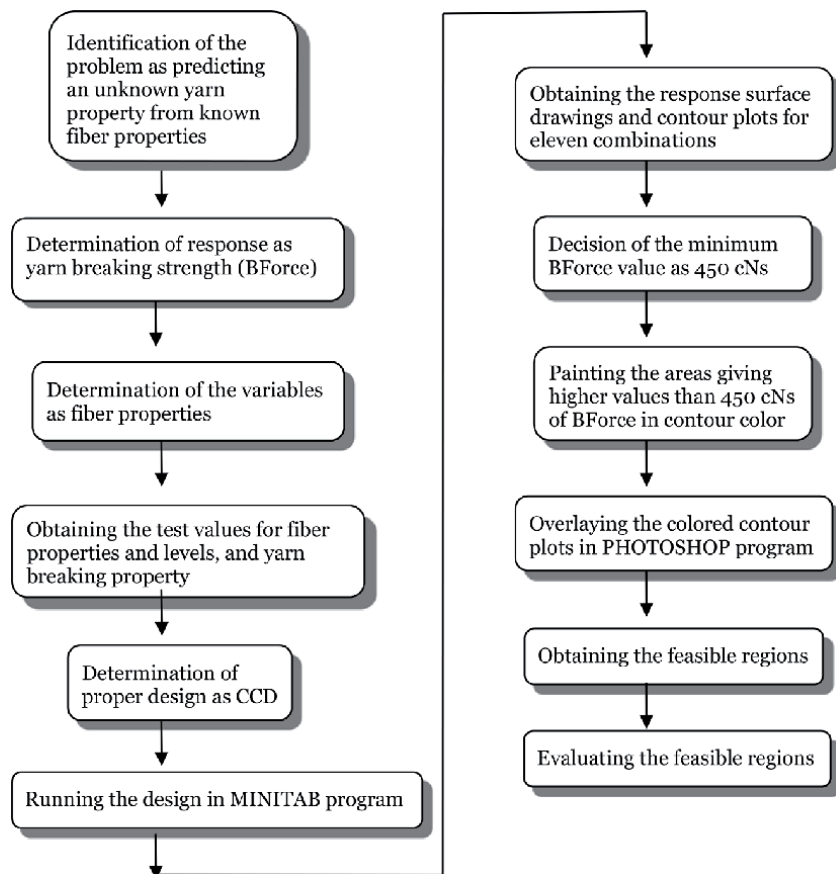 Identification of the
problem as predicting
an unknown yarn
property from known
fiber properties
Determination of response as
yarn breaking strength (BForce)
Determination of the variables
as fiber properties
Obtaining the test values for fiber
properties and levels, and yarn
breaking property
Determination of
proper design as CCD
Running the design in MINITAB program
Obtaining the response surface
drawings and contour plots for
eleven combinations
Decision of the minimum
BForce value as 450 cNs
Painting the areas giving
higher values than 450 cNs
of BForce in contour color
Overlaying the colored contour
plots in PHOTOSHOP program
Obtaining the feasible regions
Evaluating the feasible regions